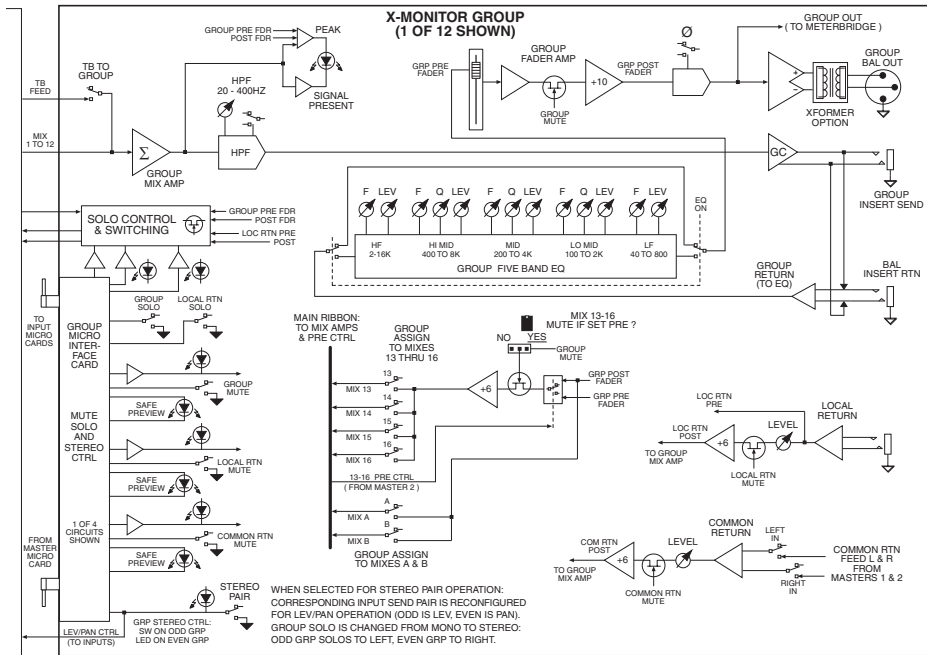 X-MONITOR GROUP
(1 OF 12 SHOWN)
TB
FEED
TB TO
GROUP
MIX
1 TO 12
Σ
GROUP
MIX AMP
GROUP PRE FDR
POST FDR
PEAK
SIGNAL
PRESENT
HPF
20 - 400HZ
HPF
GRP PRE
FADER
GROUP
FADER AMP
GROUP
MUTE
+10
GRP POST
FADER
Ø
GROUP OUT
( TO METERBRIDGE )
GROUP
BAL OUT
+
−
XFORMER
OPTION
GC
GROUP
INSERT SEND
BAL
INSERT RTN
GROUP
RETURN
(TO EQ)
SOLO CONTROL
& SWITCHING
GROUP PRE FDR
POST FDR
LOC RTN PRE
POST
F LEV
F Q LEV
F Q LEV
F Q LEV
F LEV
EQ
ON
HF
2-16K
HI MID
400 TO 8K
MID
200 TO 4K
LO MID
100 TO 2K
LF
40 TO 800
GROUP FIVE BAND EQ
TO
INPUT
MICRO
CARDS
GROUP
MICRO
INTER-
FACE
CARD
MUTE
SOLO
AND
STEREO
CTRL
1 OF 4
CIRCUITS
SHOWN
FROM
MASTER
MICRO
CARD
GROUP
SOLO
LOCAL RTN
SOLO
GROUP
MUTE
SAFE
PREVIEW
LOCAL RTN
MUTE
SAFE
PREVIEW
COMMON RTN
MUTE
SAFE
PREVIEW
STEREO
PAIR
LEV/PAN CTRL
(TO INPUTS)
GRP STEREO CTRL:
SW ON ODD GRP
LED ON EVEN GRP
MAIN RIBBON:
TO MIX AMPS
& PRE CTRL
GROUP
ASSIGN
TO MIXES
13 THRU 16
MIX 13-16
MUTE IF SET PRE ?
NO YES
GROUP
MUTE
13
MIX 13
14
MIX 14
15
MIX 15
16
MIX 16
+6
GRP POST
FADER
GRP PRE
FADER
13-16 PRE CTRL
( FROM MASTER 2 )
A
MIX A
B
MIX B
GROUP ASSIGN
TO MIXES A & B
LOC RTN
PRE
LOC RTN
POST
TO GROUP
MIX AMP
+6
LEVEL
LOCAL RTN
MUTE
LOCAL
RETURN
COM RTN
POST
TO GROUP
MIX AMP
+6
LEVEL
COMMON RTN
MUTE
COMMON
RETURN
LEFT
IN
RIGHT
IN
COMMON RTN
FEED L & R
FROM
MASTERS 1 & 2
WHEN SELECTED FOR STEREO PAIR OPERATION:
CORRESPONDING INPUT SEND PAIR IS RECONFIGURED
FOR LEV/PAN OPERATION (ODD IS LEV, EVEN IS PAN).
GROUP SOLO IS CHANGED FROM MONO TO STEREO:
ODD GRP SOLOS TO LEFT, EVEN GRP TO RIGHT.